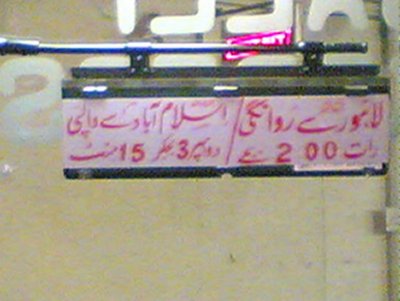 لاہور سے روانگی / اسلام آباد سے واپسی
رات 2 00 بجے / دوپہر 3 بجکر 15 منٹ